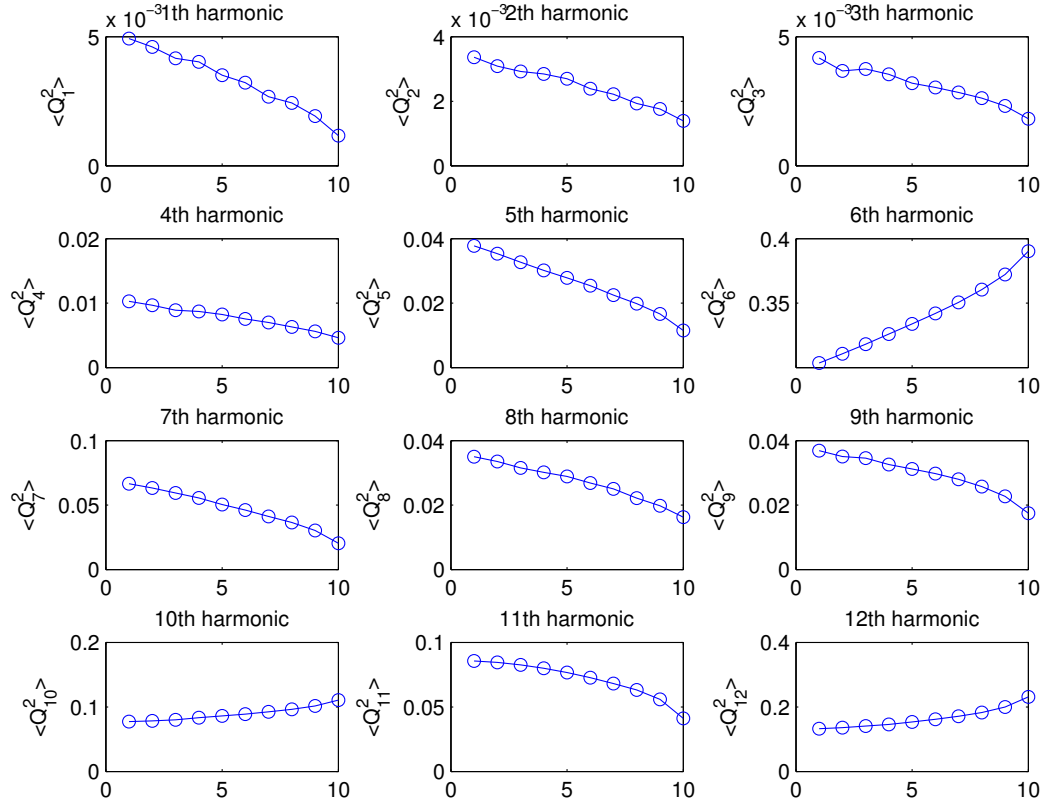 x 10⁻³ 1th harmonic
5
0
<Q₁²>
0 5 10
x 10⁻³ 2th harmonic
4
2
0
<Q₂²>
0 5 10
x 10⁻³ 3th harmonic
5
0
<Q₃²>
0 5 10
4th harmonic
0.02
0.01
0
<Q₄²>
0 5 10
5th harmonic
0.04
0.02
0
<Q₅²>
0 5 10
6th harmonic
0.4
0.35
<Q₆²>
0 5 10
7th harmonic
0.1
0.05
0
<Q₇²>
0 5 10
8th harmonic
0.04
0.02
0
<Q₈²>
0 5 10
9th harmonic
0.04
0.02
0
<Q₉²>
0 5 10
10th harmonic
0.2
0.1
0
<Q₁₀²>
0 5 10
11th harmonic
0.1
0.05
0
<Q₁₁²>
0 5 10
12th harmonic
0.4
0.2
0
<Q₁₂²>
0 5 10